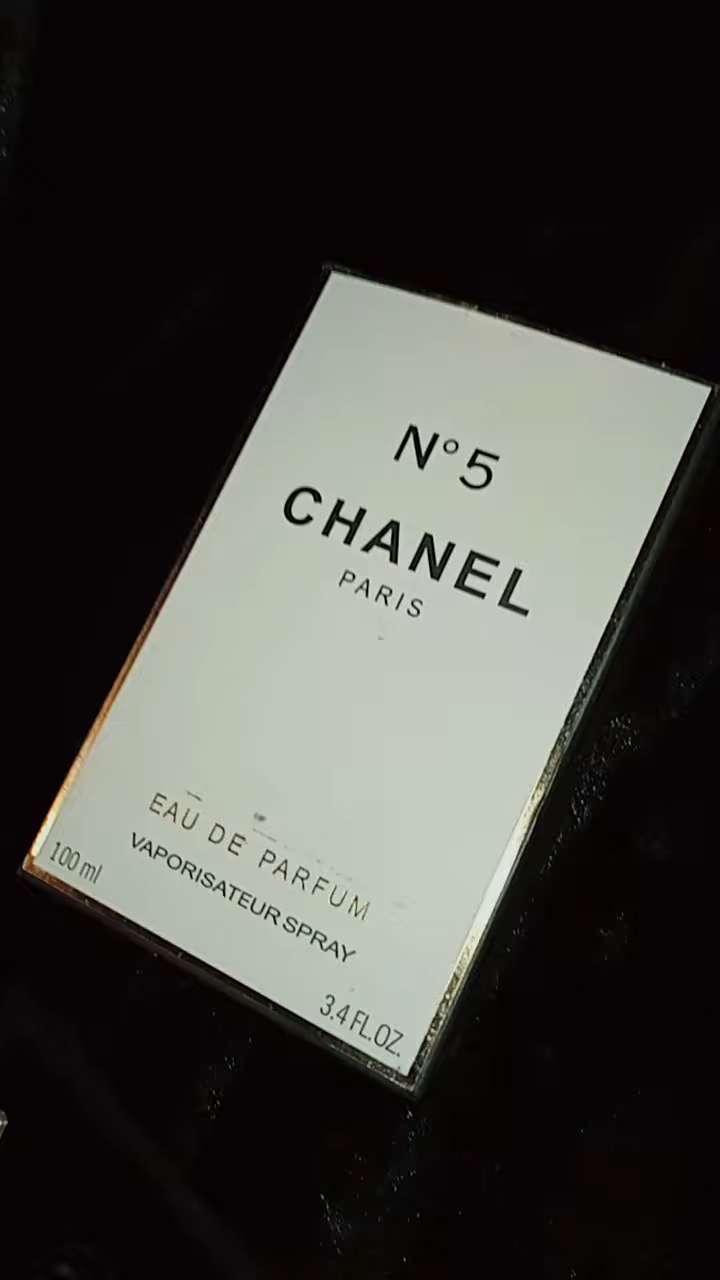 N°5
CHANEL
PARIS
EAU DE PARFUM
VAPORISATEUR SPRAY
100 ml
3.4 FL.OZ.